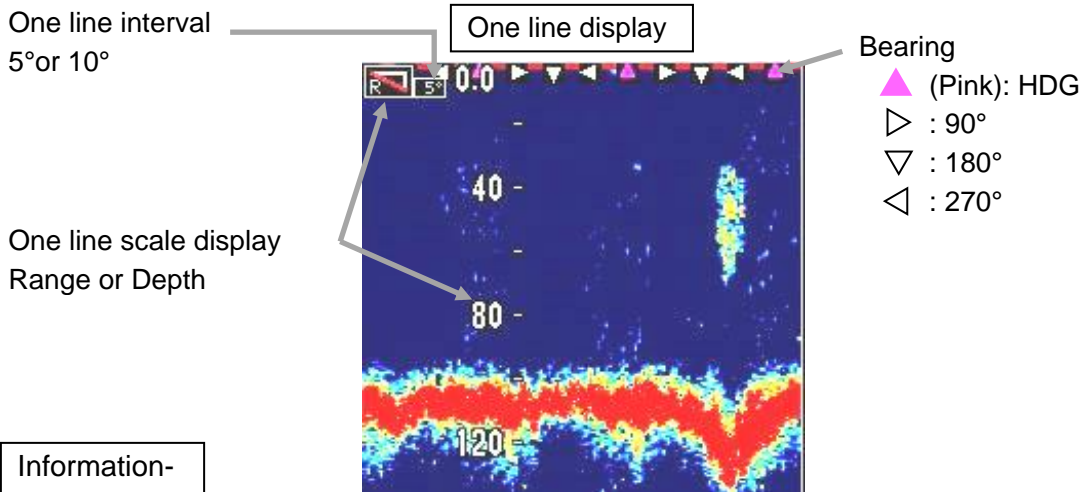 One line interval
5°or 10°
One line display
Bearing
(Pink): HDG
: 90°
: 180°
: 270°
R
5°
0.0
40
80
120
One line scale display
Range or Depth
Information-